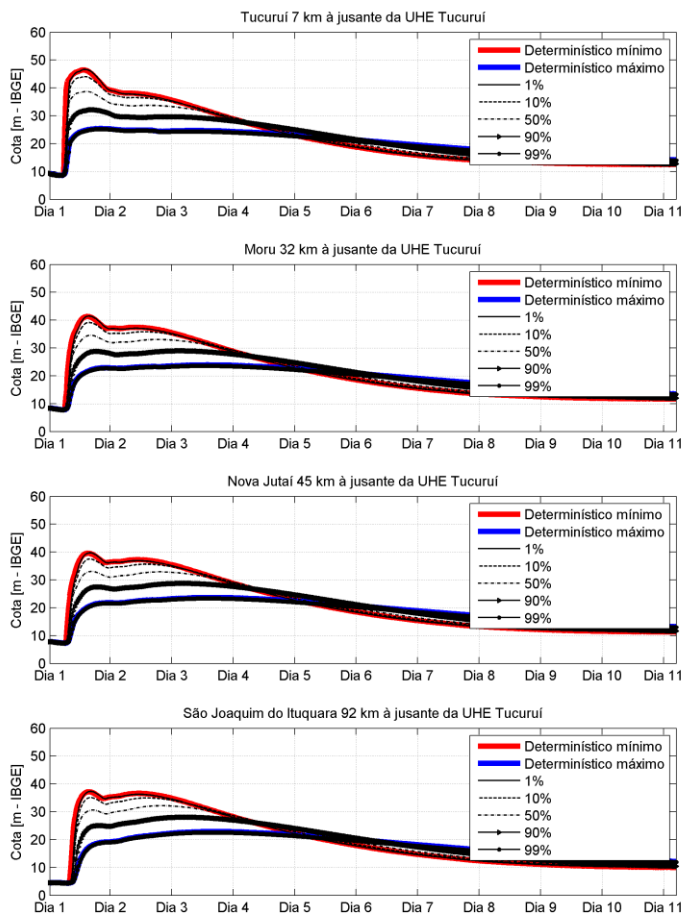 Tucuruí 7 km à jusante da UHE Tucuruí
Cota [m - IBGE]
60
50
40
30
20
10
0
Dia 1 Dia 2 Dia 3 Dia 4 Dia 5 Dia 6 Dia 7 Dia 8 Dia 9 Dia 10 Dia 11
Determinístico mínimo
Determinístico máximo
1%
10%
50%
90%
99%
Moru 32 km à jusante da UHE Tucuruí
Cota [m - IBGE]
60
50
40
30
20
10
0
Dia 1 Dia 2 Dia 3 Dia 4 Dia 5 Dia 6 Dia 7 Dia 8 Dia 9 Dia 10 Dia 11
Determinístico mínimo
Determinístico máximo
1%
10%
50%
90%
99%
Nova Jutaí 45 km à jusante da UHE Tucuruí
Cota [m - IBGE]
60
50
40
30
20
10
0
Dia 1 Dia 2 Dia 3 Dia 4 Dia 5 Dia 6 Dia 7 Dia 8 Dia 9 Dia 10 Dia 11
Determinístico mínimo
Determinístico máximo
1%
10%
50%
90%
99%
São Joaquim do Ituquara 92 km à jusante da UHE Tucuruí
Cota [m - IBGE]
60
50
40
30
20
10
0
Dia 1 Dia 2 Dia 3 Dia 4 Dia 5 Dia 6 Dia 7 Dia 8 Dia 9 Dia 10 Dia 11
Determinístico mínimo
Determinístico máximo
1%
10%
50%
90%
99%